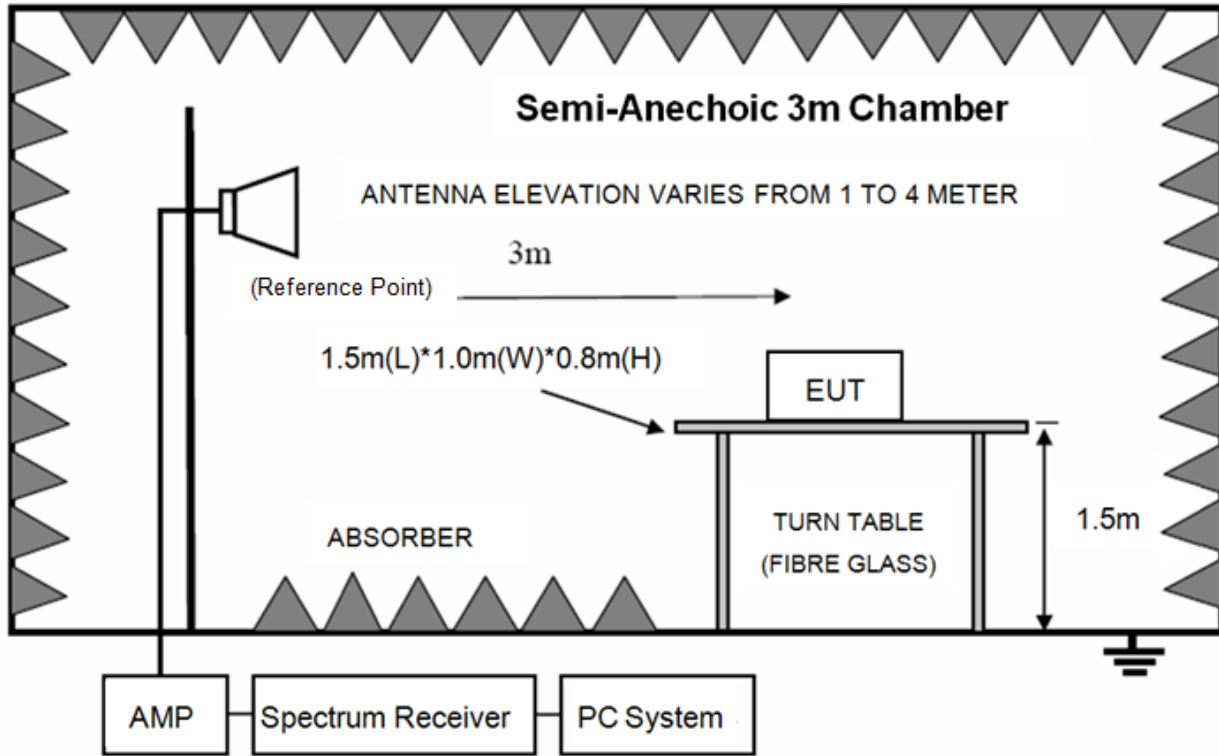 Semi-Anechoic 3m Chamber
ANTENNA ELEVATION VARIES FROM 1 TO 4 METER
3m
(Reference Point)
1.5m(L)*1.0m(W)*0.8m(H)
EUT
1.5m
TURN TABLE
(FIBRE GLASS)
ABSORBER
AMP
Spectrum Receiver
PC System